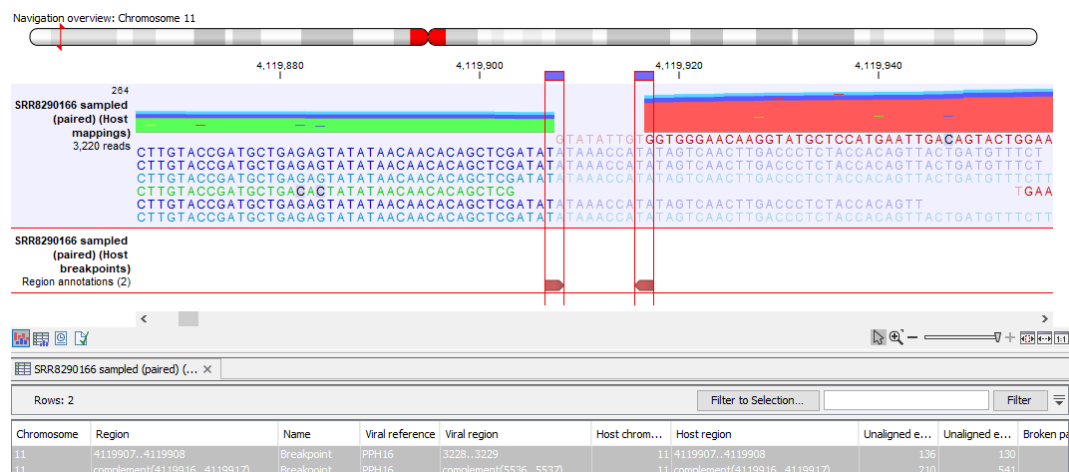 Navigation overview: Chromosome 11
4,119,880 4,119,900 4,119,920 4,119,940
264
SRR8290166 sampled
(paired) (Host
mappings)
3,220 reads
GTATATTGTGGTGGGAACAAGGTATGCTCCATGAATTGACAGTACTGGAA
CTTGTACCGATGCTGAGAGTATATAACAACACAGCTCGATATATAAACCATATAGTCAACTTGACCCTCTACCACAGTTACTGATGTTTCT
CTTGTACCGATGCTGAGAGTATATAACAACACAGCTCGATATATAAACCATATAGTCAACTTGACCCTCTACCACAGTTACTGATGTTTCT
CTTGTACCGATGCTGAGAGTATATAACAACACAGCTCGATATATAAACCATATAGTCAACTTGACCCTCTACCACAGTTACTGATGTTTCTT
CTTGTACCGATGCTGACACTATATAACAACACAGCTCG TGAA
CTTGTACCGATGCTGAGAGTATATAACAACACAGCTCGATATATAAACCATATAGTCAACTTGACCCTCTACCACAGTT
CTTGTACCGATGCTGAGAGTATATAACAACACAGCTCGATATATAAACCATATAGTCAACTTGACCCTCTACCACAGTTACTGATGTTTCTT
SRR8290166 sampled
(paired) (Host
breakpoints)
Region annotations (2)
1:1
SRR8290166 sampled (paired) (...
Rows: 2 Filter to Selection... Filter
Chromosome Region Name Viral reference Viral region Host chrom... Host region Unaligned e... Unaligned e... Broken pa
11 4119907..4119908 Breakpoint PPH16 3228..3229 11 4119907..4119908 136 130
11 complement(4119916..4119917) Breakpoint PPH16 complement(5536..5537) 11 complement(4119916..4119917) 210 541